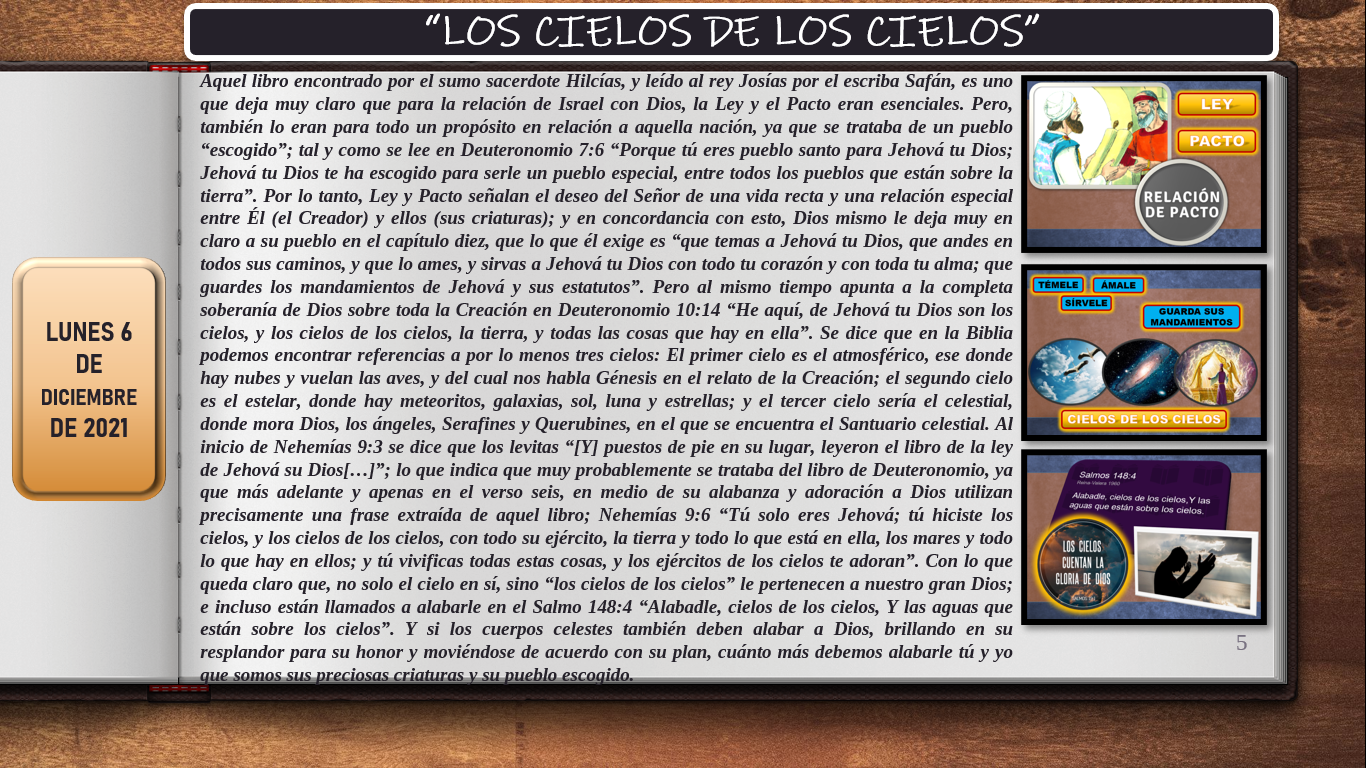 “LOS CIELOS DE LOS CIELOS”
LUNES 6
DE
DICIEMBRE
DE 2021
Aquel libro encontrado por el sumo sacerdote Hilcías, y leído al rey Josías por el escriba Safán, es uno
que deja muy claro que para la relación de Israel con Dios, la Ley y el Pacto eran esenciales. Pero,
también lo eran para todo un propósito en relación a aquella nación, ya que se trataba de un pueblo
“escogido”; tal y como se lee en Deuteronomio 7:6 “Porque tú eres pueblo santo para Jehová tu Dios;
Jehová tu Dios te ha escogido para serle un pueblo especial, entre todos los pueblos que están sobre la
tierra”. Por lo tanto, Ley y Pacto señalan el deseo del Señor de una vida recta y una relación especial
entre Él (el Creador) y ellos (sus criaturas); y en concordancia con esto, Dios mismo le deja muy en
claro a su pueblo en el capítulo diez, que lo que él exige es “que temas a Jehová tu Dios, que andes en
todos sus caminos, y que lo ames, y sirvas a Jehová tu Dios con todo tu corazón y con toda tu alma; que
guardes los mandamientos de Jehová y sus estatutos”. Pero al mismo tiempo apunta a la completa
soberanía de Dios sobre toda la Creación en Deuteronomio 10:14 “He aquí, de Jehová tu Dios son los
cielos, y los cielos de los cielos, la tierra, y todas las cosas que hay en ella”. Se dice que en la Biblia
podemos encontrar referencias a por lo menos tres cielos: El primer cielo es el atmosférico, ese donde
hay nubes y vuelan las aves, y del cual nos habla Génesis en el relato de la Creación; el segundo cielo
es el estelar, donde hay meteoritos, galaxias, sol, luna y estrellas; y el tercer cielo sería el celestial,
donde mora Dios, los ángeles, Serafines y Querubines, en el que se encuentra el Santuario celestial. Al
inicio de Nehemías 9:3 se dice que los levitas “[Y] puestos de pie en su lugar, leyeron el libro de la ley
de Jehová su Dios[…]”; lo que indica que muy probablemente se trataba del libro de Deuteronomio, ya
que más adelante y apenas en el verso seis, en medio de su alabanza y adoración a Dios utilizan
precisamente una frase extraída de aquel libro; Nehemías 9:6 “Tú solo eres Jehová; tú hiciste los
cielos, y los cielos de los cielos, con todo su ejército, la tierra y todo lo que está en ella, los mares y todo
lo que hay en ellos; y tú vivificas todas estas cosas, y los ejércitos de los cielos te adoran”. Con lo que
queda claro que, no solo el cielo en sí, sino “los cielos de los cielos” le pertenecen a nuestro gran Dios;
e incluso están llamados a alabarle en el Salmo 148:4 “Alabadle, cielos de los cielos, Y las aguas que
están sobre los cielos”. Y si los cuerpos celestes también deben alabar a Dios, brillando en su
resplandor para su honor y moviéndose de acuerdo con su plan, cuánto más debemos alabarle tú y yo
que somos sus preciosas criaturas y su pueblo escogido.
LEY
PACTO
RELACIÓN
DE PACTO
TÉMELE
ÁMALE
SÍRVELE
GUARDA SUS
MANDAMIENTOS
CIELOS DE LOS CIELOS
Salmos 148:4
Reina-Valera 1960
Alabadle, cielos de los cielos,Y las
aguas que están sobre los cielos.
LOS CIELOS
CUENTAN LA
GLORIA DE DIOS
5